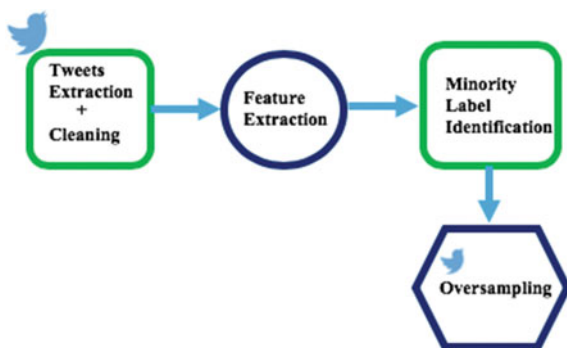 Tweets
Extraction
+
Cleaning
Feature
Extraction
Minority
Label
Identification
Oversampling